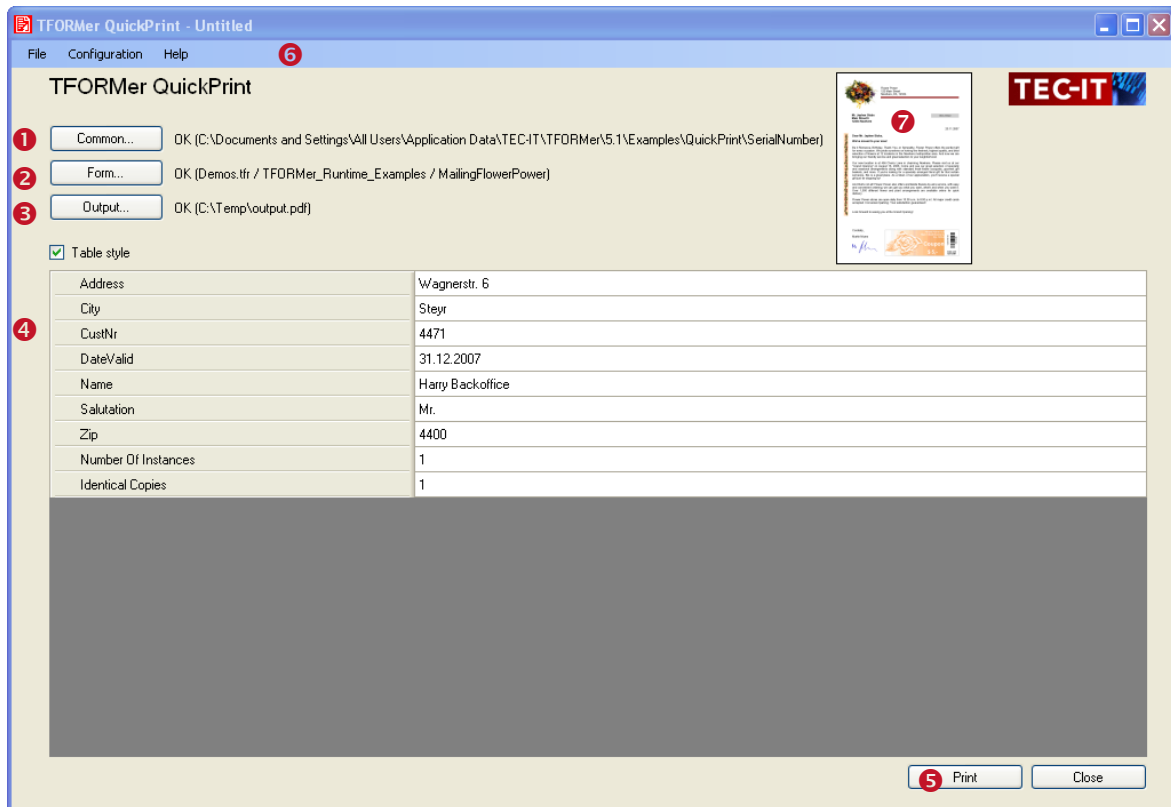 TFORMer QuickPrint - Untitled
File Configuration Help 6
TFORMer QuickPrint
TEC-IT
7
1 Common... OK (C:\Documents and Settings\All Users\Application Data\TEC-IT\TFORMer\5.1\Examples\QuickPrint\SerialNumber)
2 Form... OK (Demos.tfr / TFORMer_Runtime_Examples / MailingFlowerPower)
3 Output... OK (C:\Temp\output.pdf)
Table style
Address Wagnerstr. 6
City Steyr
4 CustNr 4471
DateValid 31.12.2007
Name Harry Backoffice
Salutation Mr.
Zip 4400
Number Of Instances 1
Identical Copies 1
5 Print Close